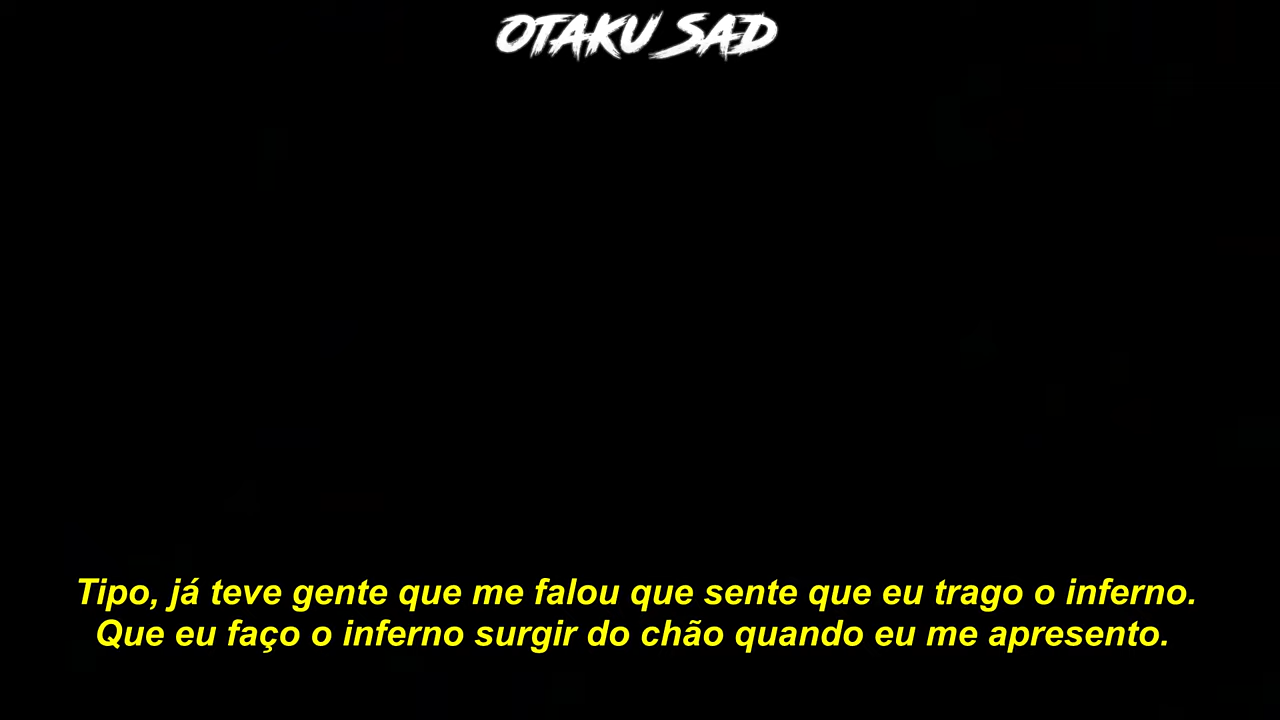 OTAKU SAD
Tipo, já teve gente que me falou que sente que eu trago o inferno.
Que eu faço o inferno surgir do chão quando eu me apresento.